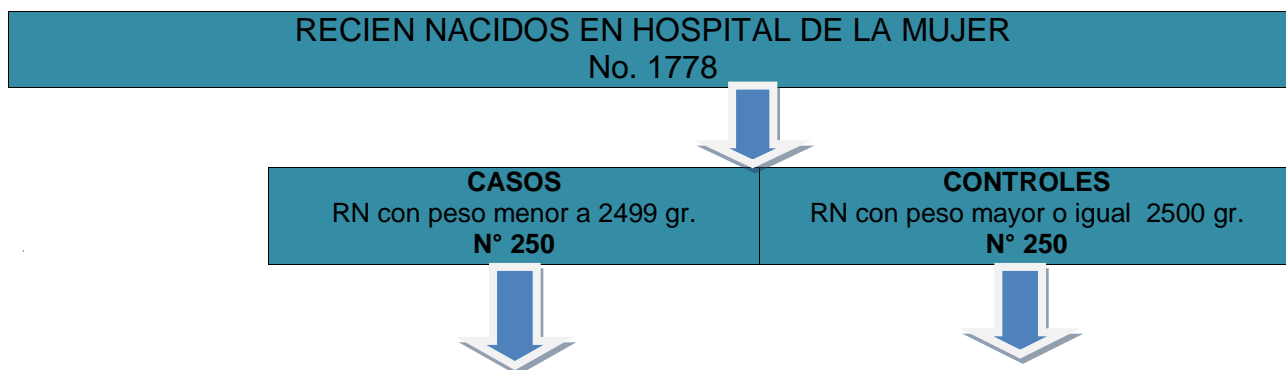 RECIEN NACIDOS EN HOSPITAL DE LA MUJER
No. 1778
CASOS
RN con peso menor a 2499 gr.
N° 250
CONTROLES
RN con peso mayor o igual 2500 gr.
N° 250